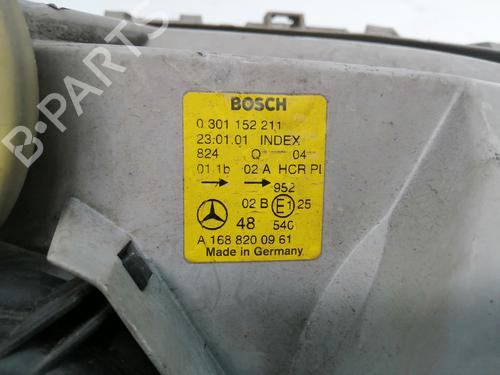 BOSCH
0 301 152 211
23.01.01 INDEX
824 Q 04
01 1b 02 A HCR PL
952
02 B E1 25
48 540
A 168 820 09 61
Made in Germany
B-PARTS